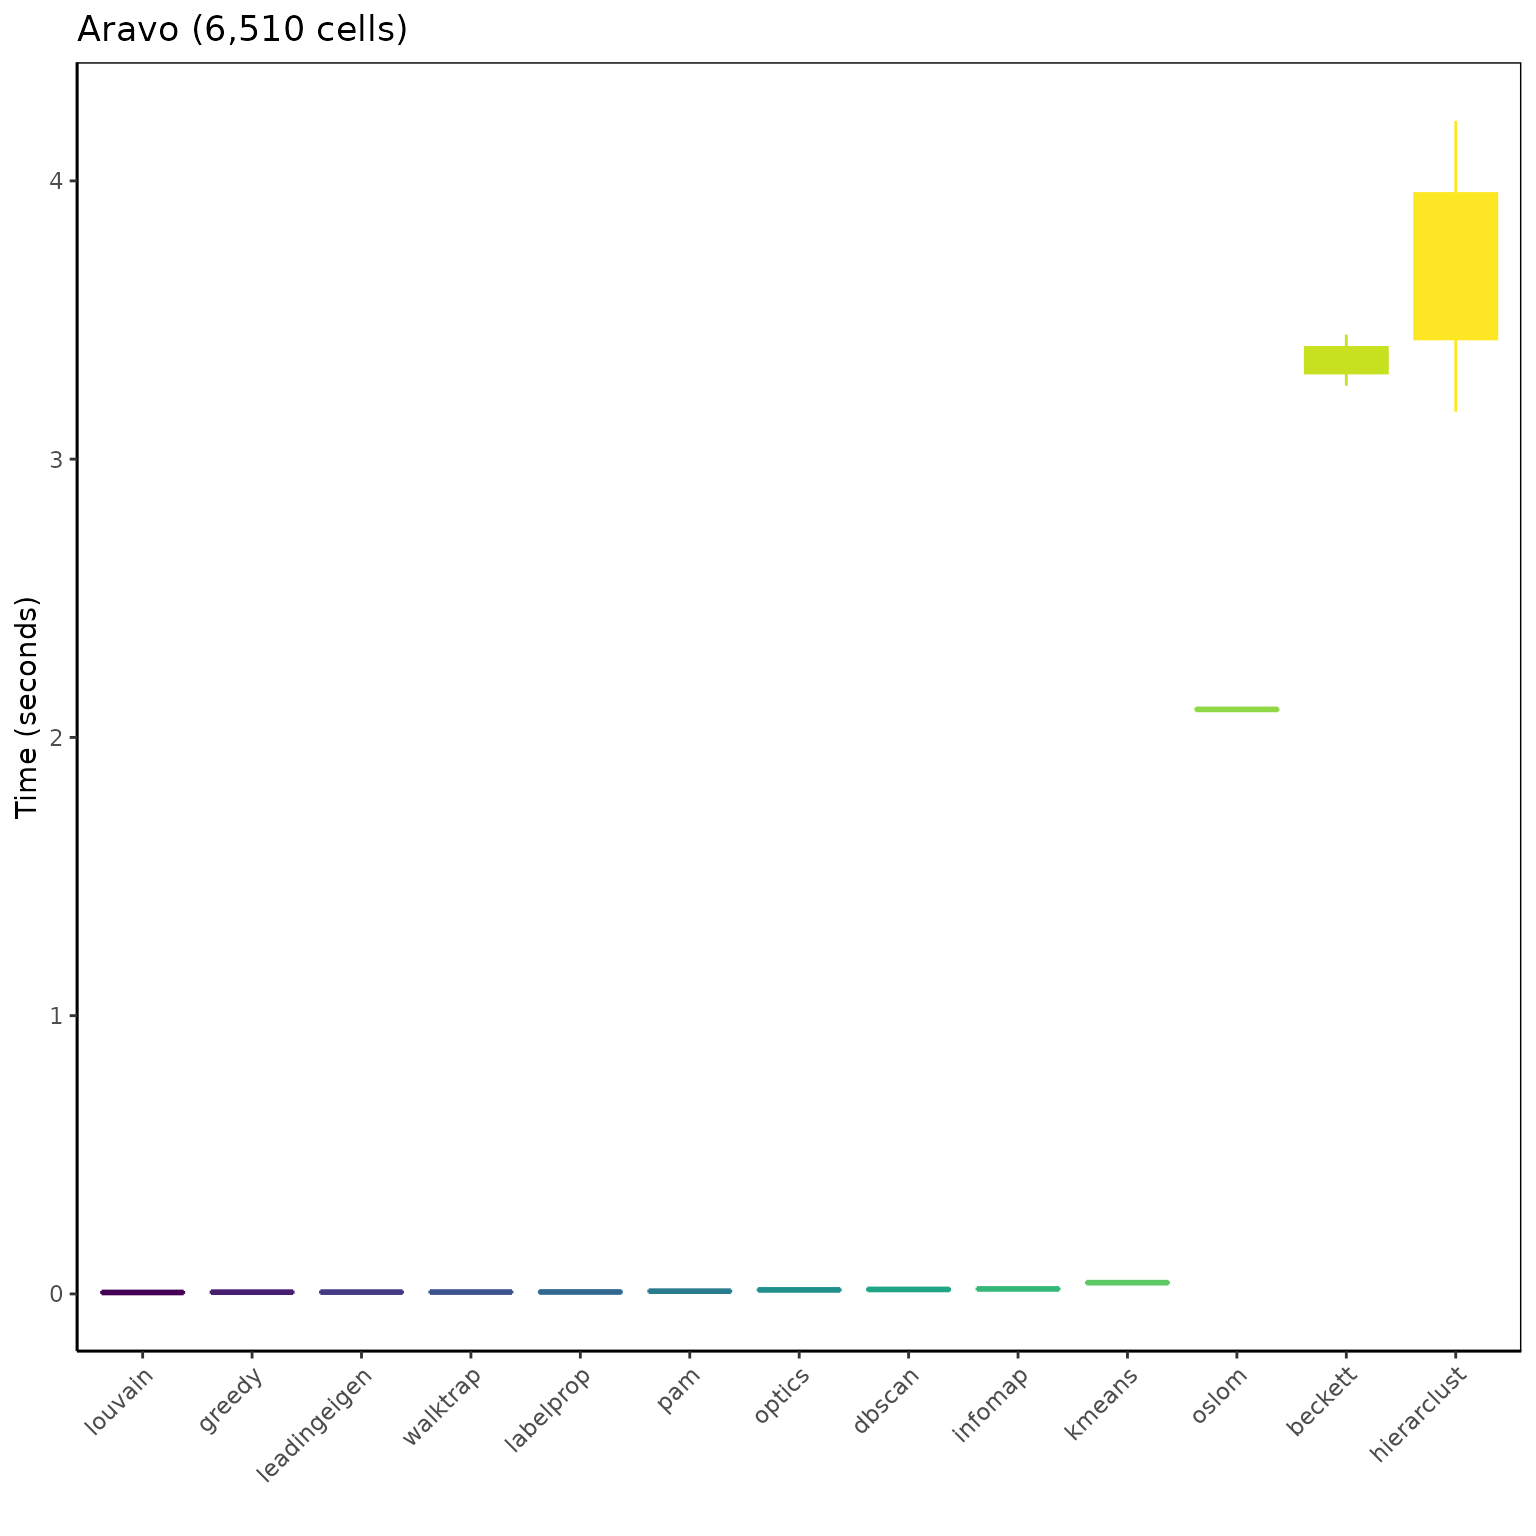 Aravo (6,510 cells)
Time (seconds)
4
3
2
1
0
louvain
greedy
leadingeigen
walktrap
labelprop
pam
optics
dbscan
infomap
kmeans
oslom
beckett
hierarclust